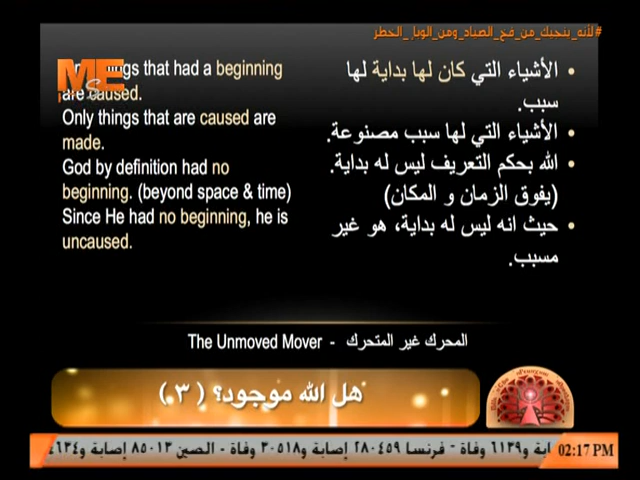 #لأنه_ينجيك_من_فخ_الصياد_ومن_الوبا_الخطر
MES
things that had a beginning
are caused.
Only things that are caused are
made.
God by definition had no
beginning. (beyond space & time)
Since He had no beginning, he is
uncaused.
• الأشياء التي كان لها بداية لها
سبب.
• الأشياء التي لها سبب مصنوعة.
• الله بحكم التعريف ليس له بداية.
(يفوق الزمان و المكان)
• حيث انه ليس له بداية، هو غير
مسبب.
The Unmoved Mover - المحرك غير المتحرك
هل الله موجود؟ (٣)
و٦١٣٩ وفاة - فرنسا ٢٨٠٤٥٩ إصابة و٣٠٥١٨ وفاة - الصين ٨٥٠١٣ إصابة و٤٦٣٤
02:17 PM